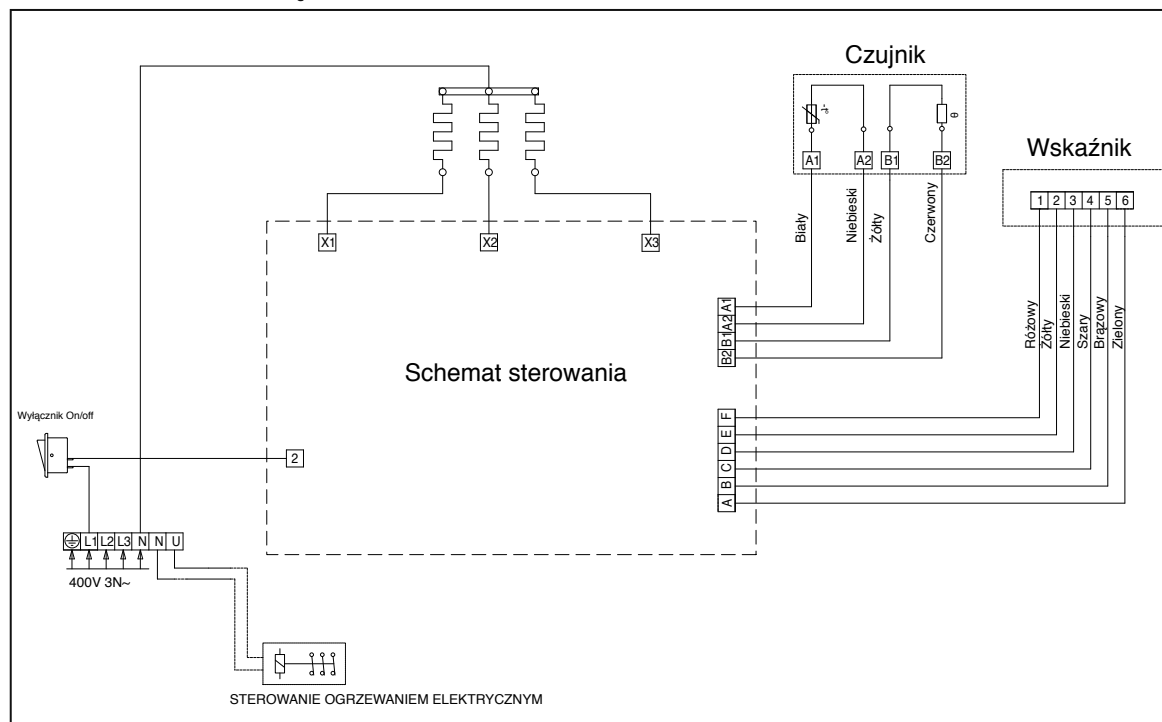 Czujnik
-t°
θ
A1 A2 B1 B2
Wskaźnik
1 2 3 4 5 6
Biały
Niebieski
Żółty
Czerwony
Różowy
Żółty
Niebieski
Szary
Brązowy
Zielony
X1 X2 X3
A1
A2
B1
B2
Schemat sterowania
F
E
D
C
B
A
Wyłącznik On/off
2
L1 L2 L3 N N U
400V 3N~
STEROWANIE OGRZEWANIEM ELEKTRYCZNYM